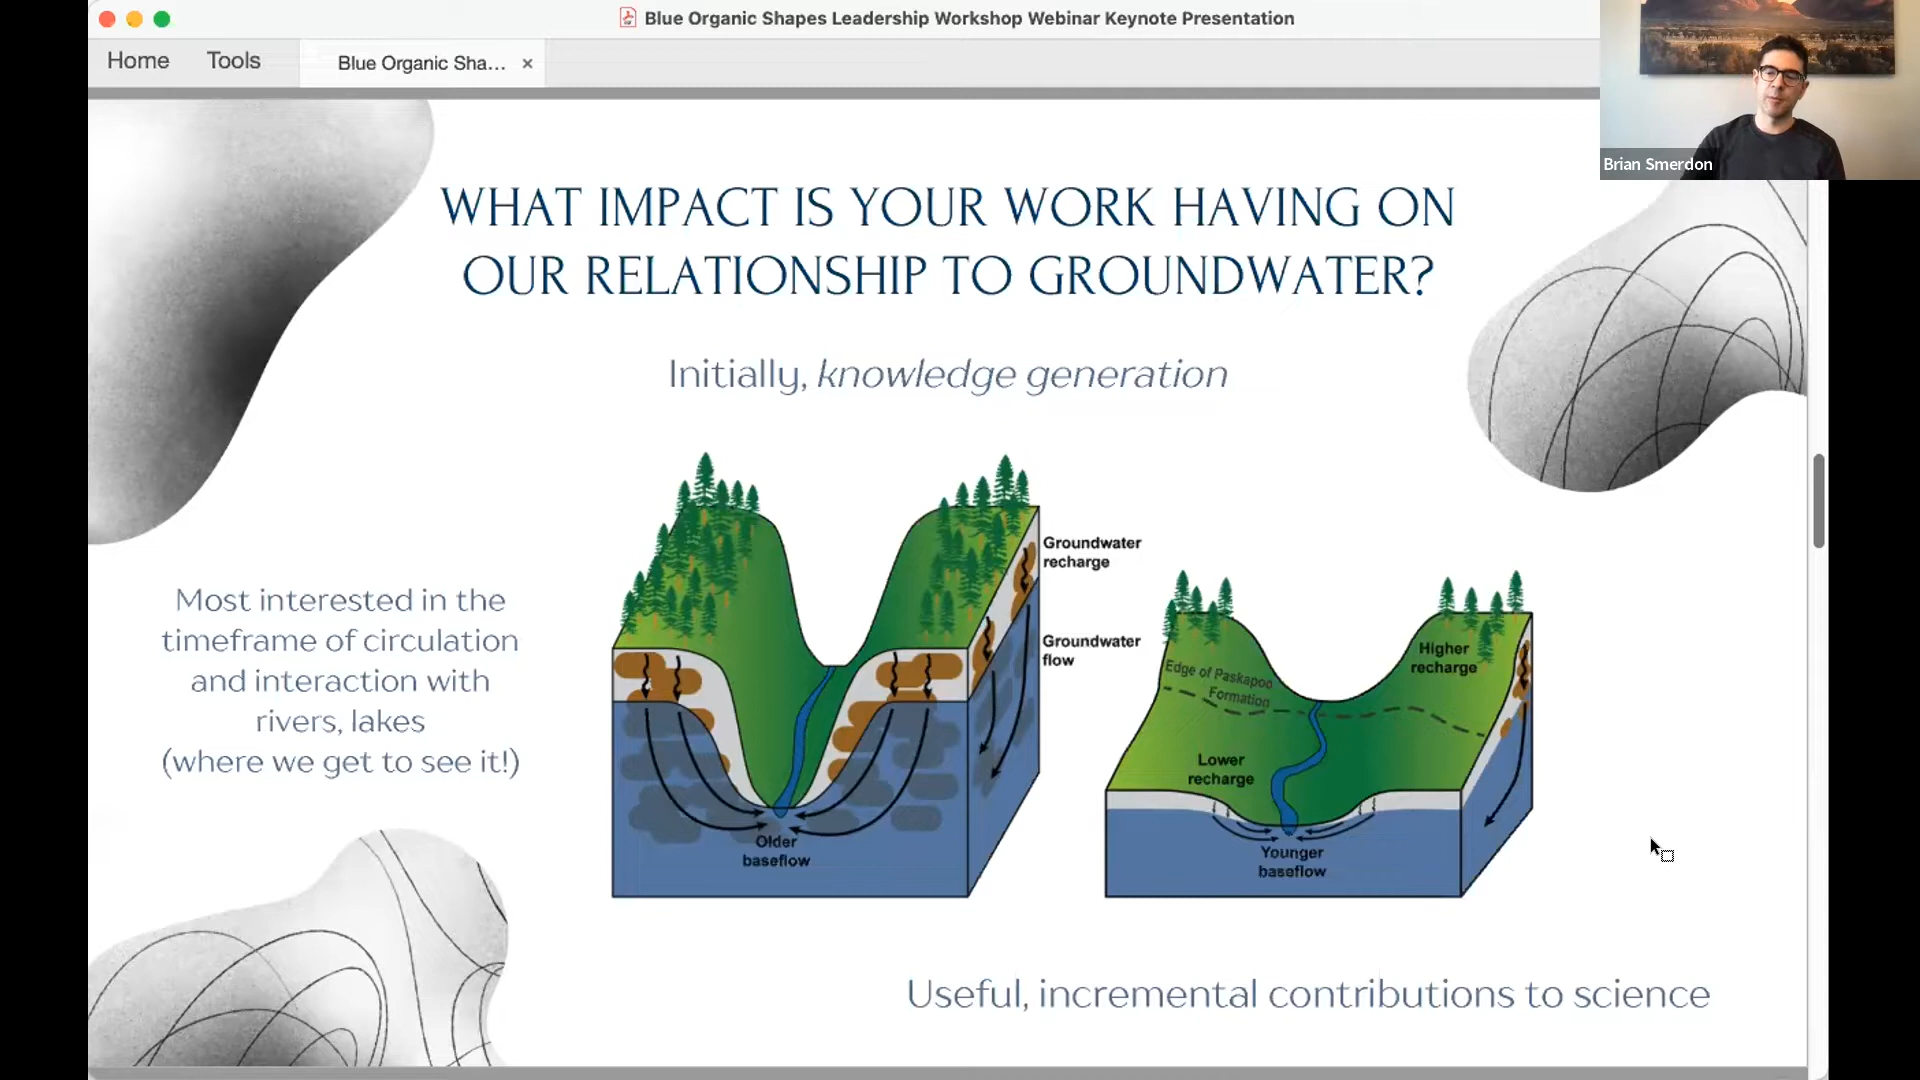 Blue Organic Shapes Leadership Workshop Webinar Keynote Presentation
Home Tools Blue Organic Sha... ×
Brian Smerdon
WHAT IMPACT IS YOUR WORK HAVING ON
OUR RELATIONSHIP TO GROUNDWATER?
Initially, knowledge generation
Most interested in the
timeframe of circulation
and interaction with
rivers, lakes
(where we get to see it!)
Groundwater
recharge
Groundwater
flow
Older
baseflow
Edge of Paskapoo
Formation
Higher
recharge
Lower
recharge
Younger
baseflow
Useful, incremental contributions to science